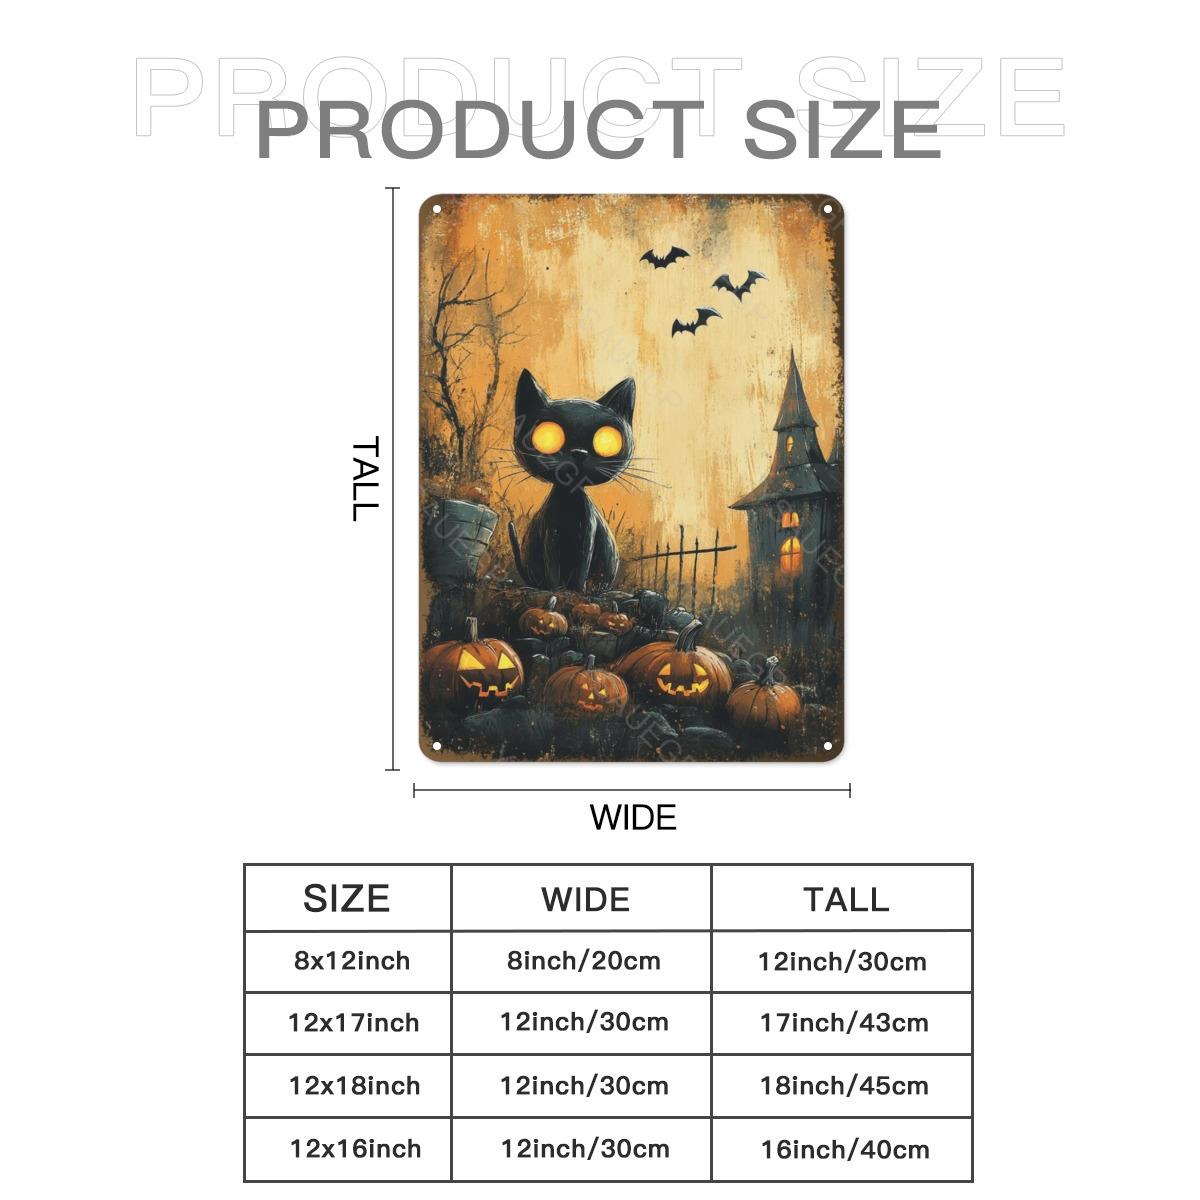 PRODUCT SIZE
PRODUCT SIZE
TALL
WIDE
SIZE WIDE TALL
8x12inch 8inch/20cm 12inch/30cm
12x17inch 12inch/30cm 17inch/43cm
12x18inch 12inch/30cm 18inch/45cm
12x16inch 12inch/30cm 16inch/40cm